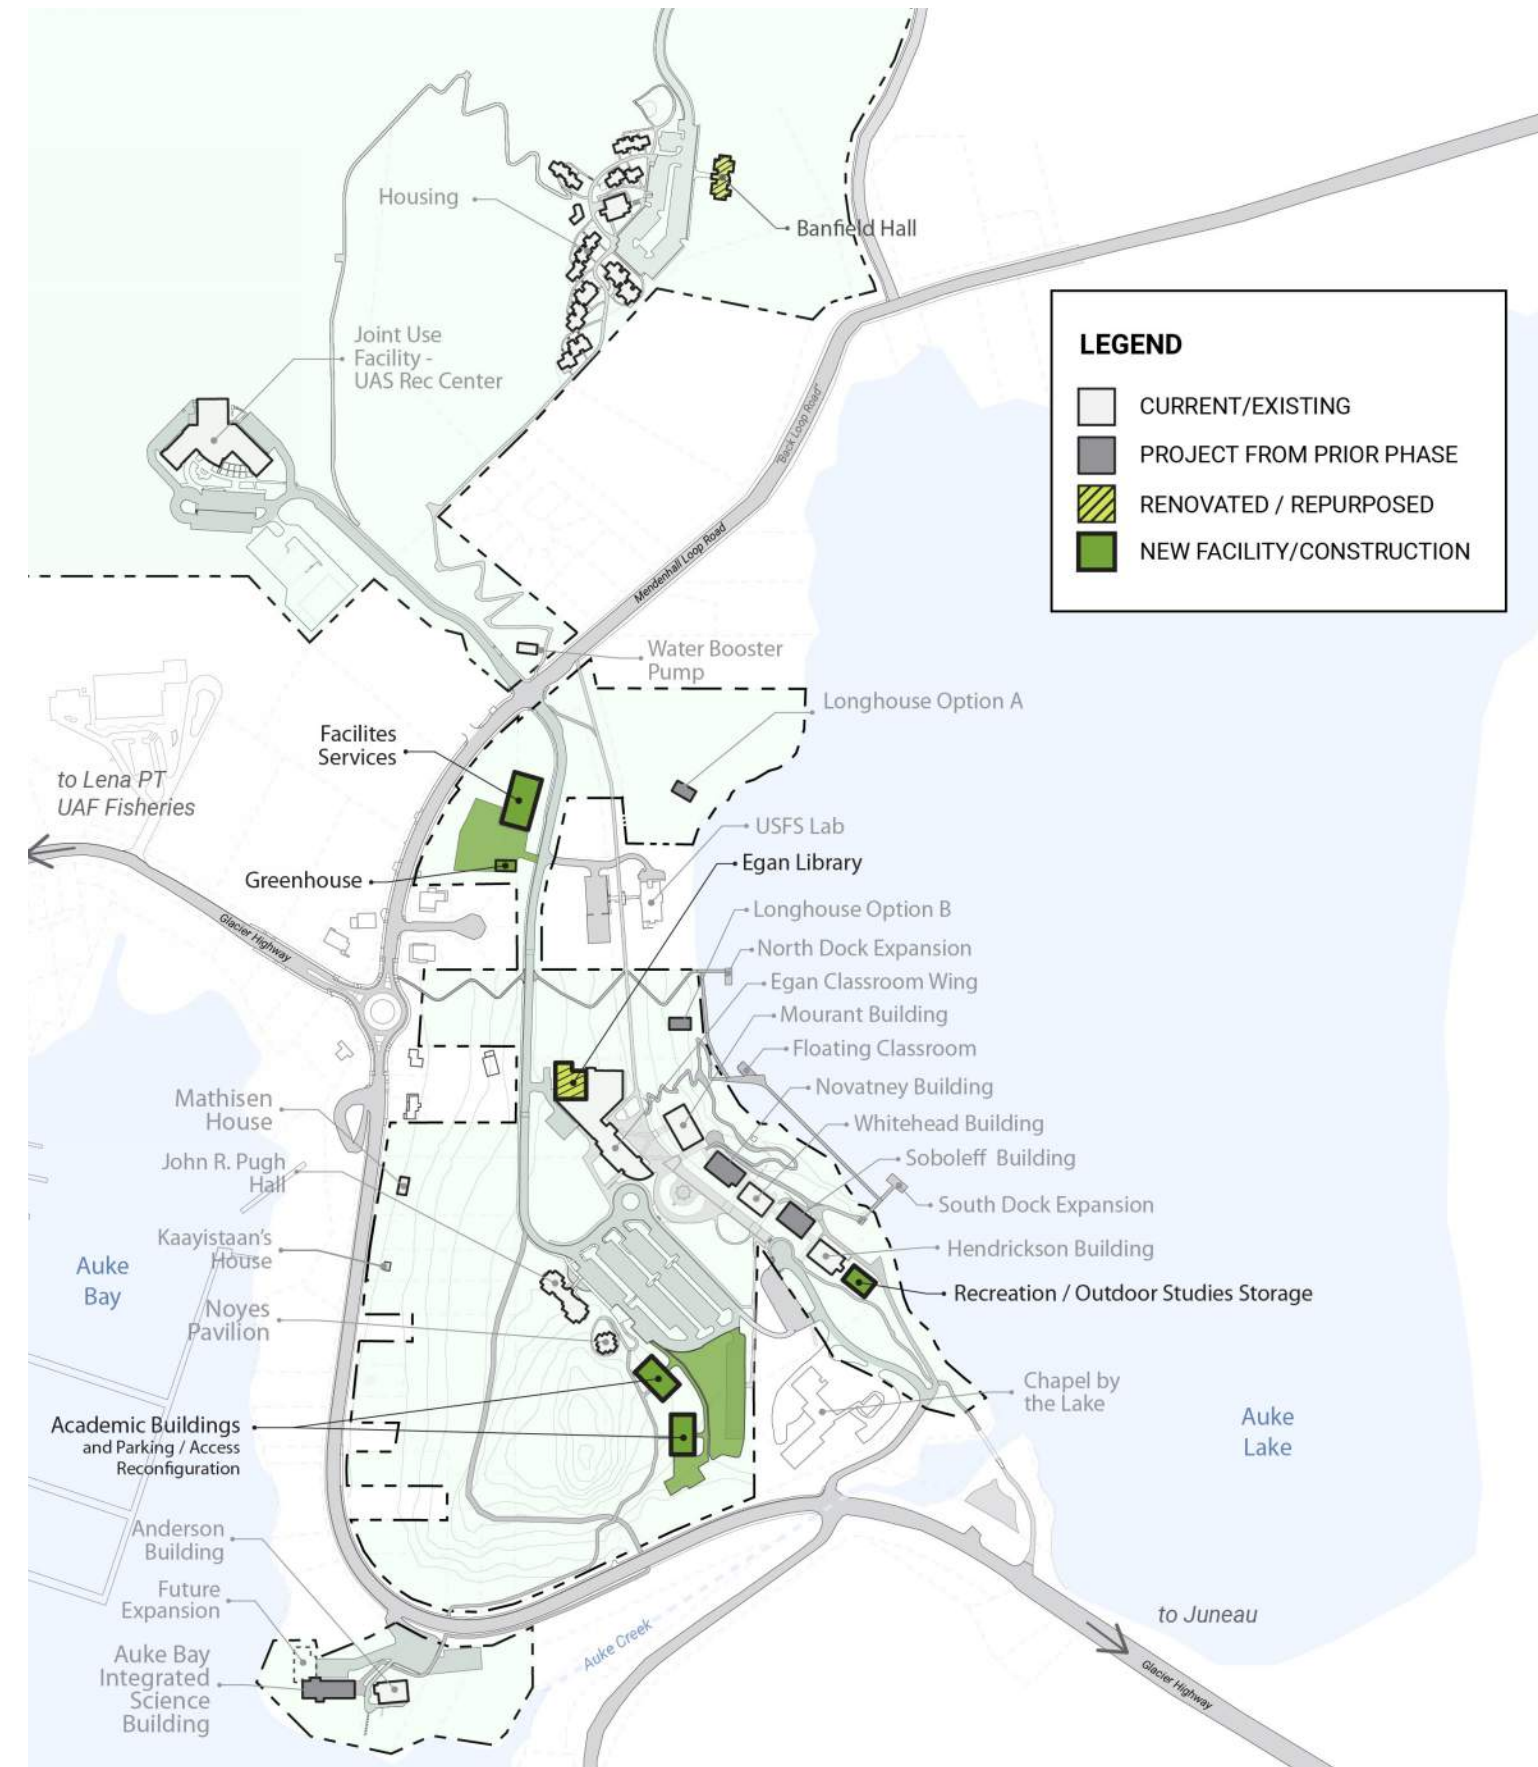 Housing
Banfield Hall
Joint Use
Facility -
UAS Rec Center
LEGEND
CURRENT/EXISTING
PROJECT FROM PRIOR PHASE
RENOVATED / REPURPOSED
NEW FACILITY/CONSTRUCTION
"Back Loop Road"
Mendenhall Loop Road
Water Booster
Pump
Longhouse Option A
Facilites
Services
to Lena PT
UAF Fisheries
USFS Lab
Egan Library
Greenhouse
Longhouse Option B
Glacier Highway
North Dock Expansion
Egan Classroom Wing
Mourant Building
Floating Classroom
Novatney Building
Mathisen
House
Whitehead Building
John R. Pugh
Hall
Soboleff Building
South Dock Expansion
Kaayistaan's
House
Hendrickson Building
Auke
Bay
Recreation / Outdoor Studies Storage
Noyes
Pavilion
Chapel by
the Lake
Academic Buildings
and Parking / Access
Reconfiguration
Auke
Lake
Anderson
Building
Future
Expansion
to Juneau
Auke Creek
Auke Bay
Integrated
Science
Building
Glacier Highway